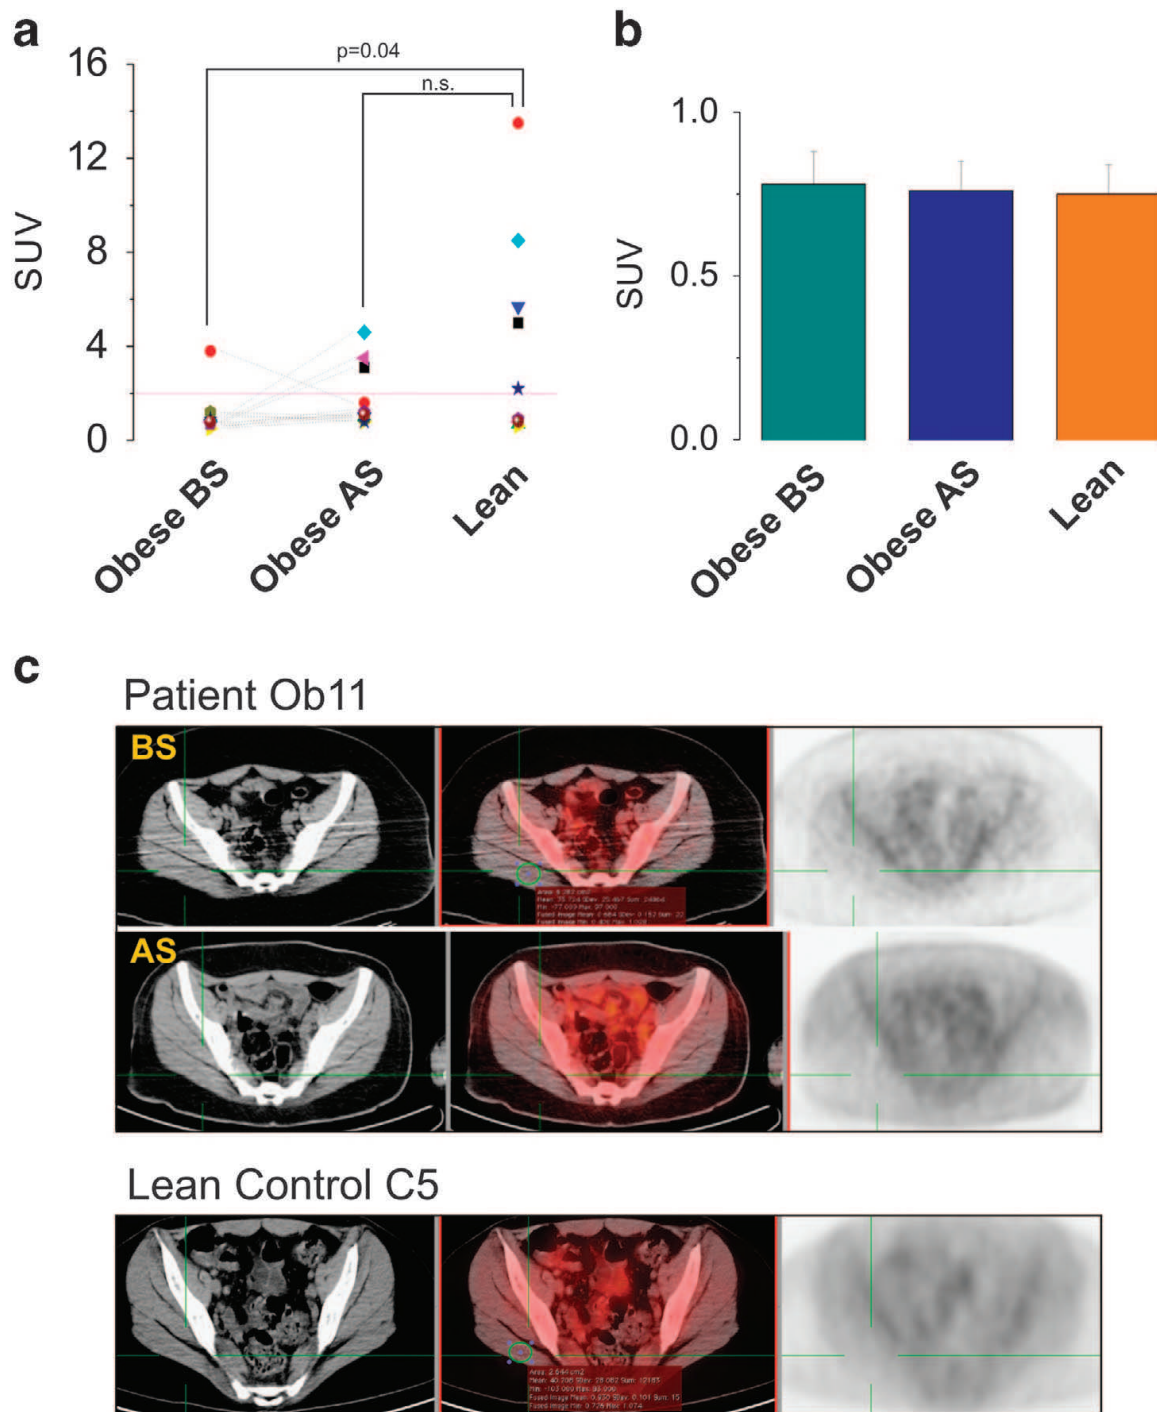 a
b
p=0.04
n.s.
16
12
8
4
0
SUV
Obese BS
Obese AS
Lean
1.0
0.5
0.0
SUV
Obese BS
Obese AS
Lean
c
Patient Ob11
BS
AS
Lean Control C5